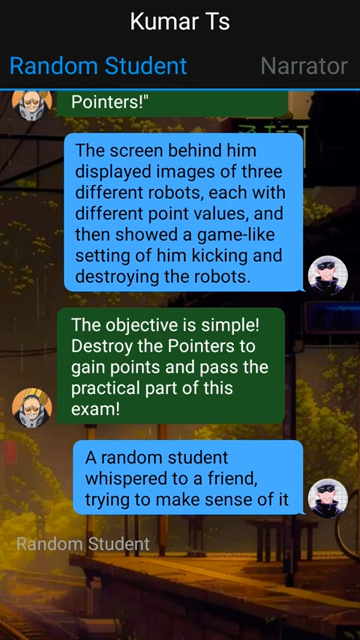 Kumar Ts
Random Student
Narrator
Pointers!"
The screen behind him
displayed images of three
different robots, each with
different point values, and
then showed a game-like
setting of him kicking and
destroying the robots.
The objective is simple!
Destroy the Pointers to
gain points and pass the
practical part of this
exam!
A random student
whispered to a friend,
trying to make sense of it
Random Student